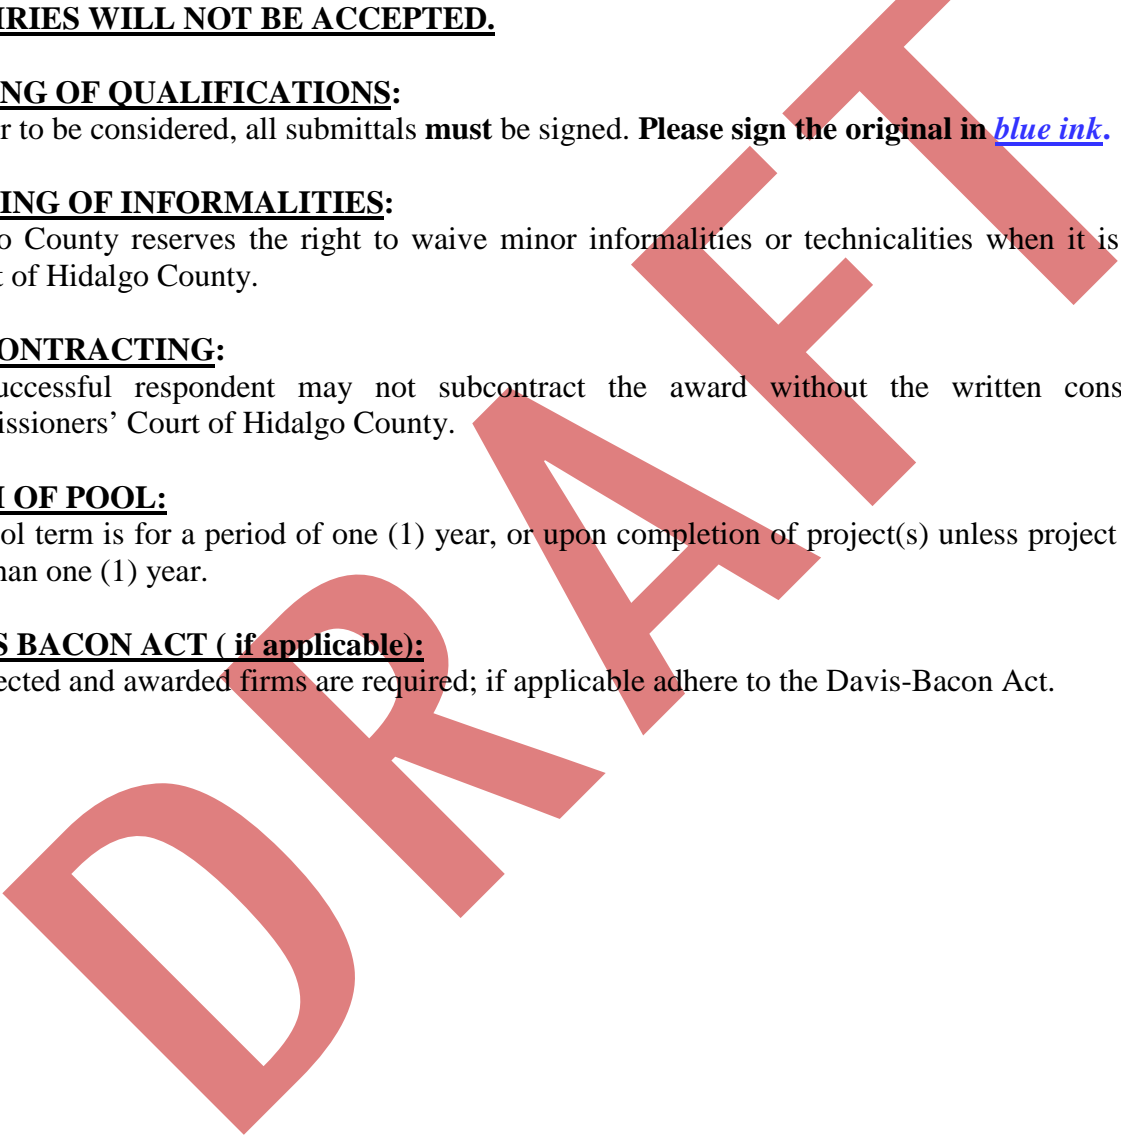 IRIES WILL NOT BE ACCEPTED.
NG OF QUALIFICATIONS:
r to be considered, all submittals must be signed. Please sign the original in blue ink.
ING OF INFORMALITIES:
o County reserves the right to waive minor informalities or technicalities when it is
t of Hidalgo County.
ONTRACTING:
uccessful respondent may not subcontract the award without the written cons
issioners’ Court of Hidalgo County.
OF POOL:
ol term is for a period of one (1) year, or upon completion of project(s) unless project
han one (1) year.
S BACON ACT ( if applicable):
ected and awarded firms are required; if applicable adhere to the Davis-Bacon Act.
DRAFT